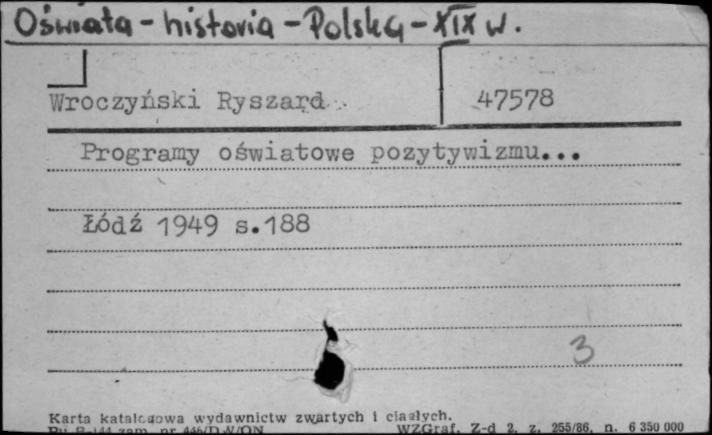 Oświata - historia - Polska - XIX w.
Wroczyński Ryszard 47578
Programy oświatowe pozytywizmu...
Łódź 1949 s.188
3
Karta katalogowa wydawnictw zwartych i ciągłych.
WZGraf. Z-d 2. z. 255/86. n. 6 350 000